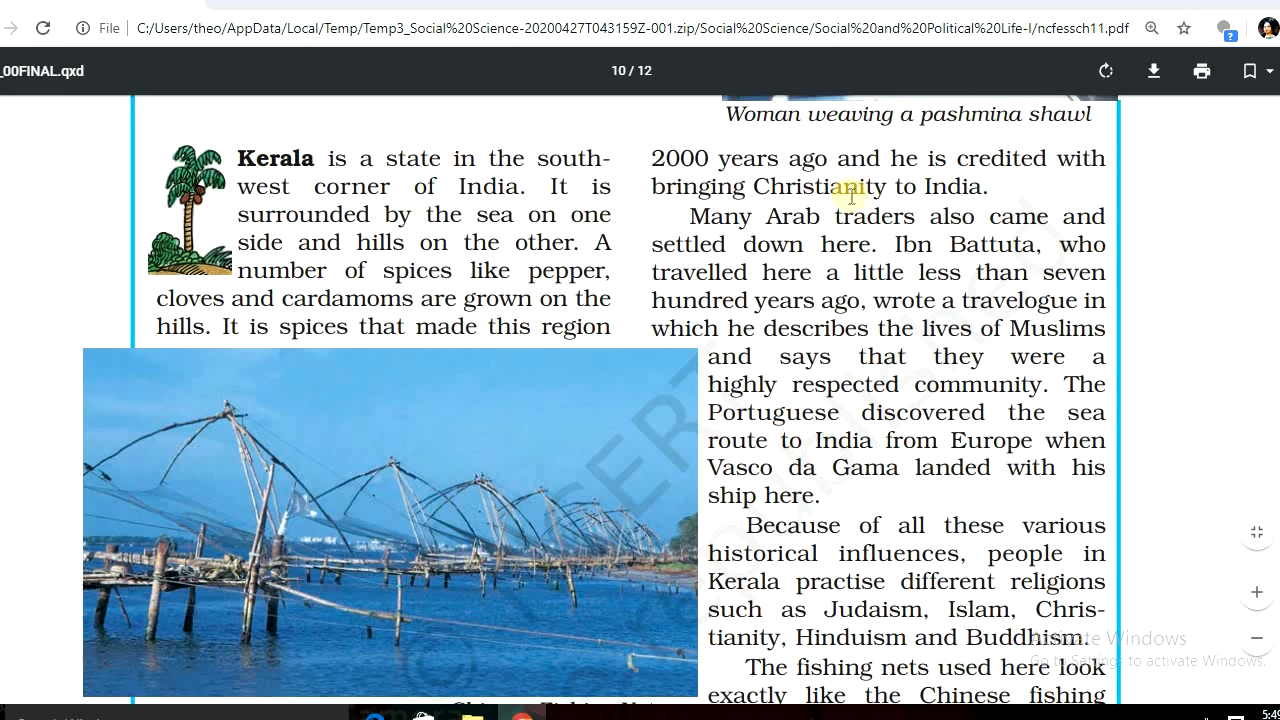 File
C:/Users/theo/AppData/Local/Temp/Temp3_Social%20Science-20200427T043159Z-001.zip/Social%20Science/Social%20and%20Political%20Life-I/ncfessch11.pdf
_00FINAL.qxd
10 / 12
Woman weaving a pashmina shawl
Kerala is a state in the south-
west corner of India. It is
surrounded by the sea on one
side and hills on the other. A
number of spices like pepper,
cloves and cardamoms are grown on the
hills. It is spices that made this region
2000 years ago and he is credited with
bringing Christianity to India.
Many Arab traders also came and
settled down here. Ibn Battuta, who
travelled here a little less than seven
hundred years ago, wrote a travelogue in
which he describes the lives of Muslims
and says that they were a
highly respected community. The
Portuguese discovered the sea
route to India from Europe when
Vasco da Gama landed with his
ship here.
Because of all these various
historical influences, people in
Kerala practise different religions
such as Judaism, Islam, Chris-
tianity, Hinduism and Buddhism.
The fishing nets used here look
exactly like the Chinese fishing
Activate Windows
Go to Settings to activate Windows.